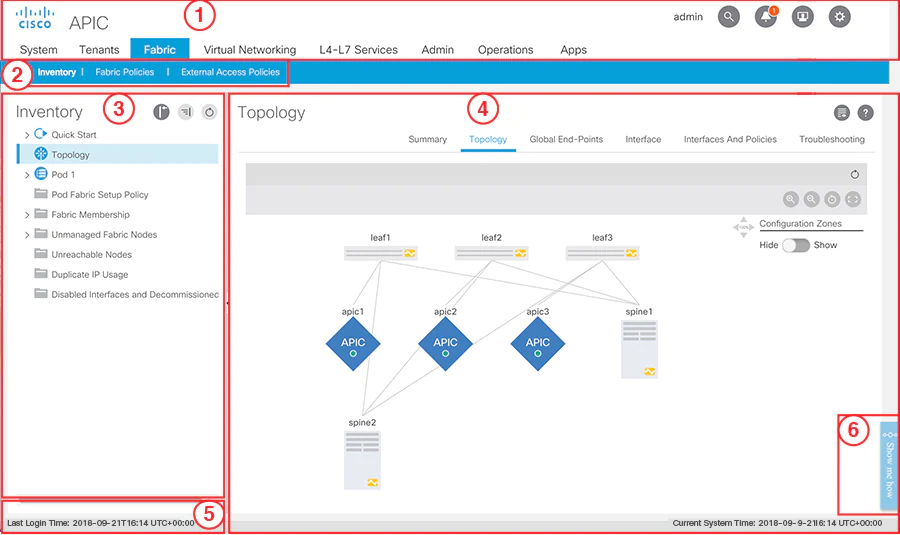 1
CISCO APIC
admin
1
System Tenants Fabric Virtual Networking L4-L7 Services Admin Operations Apps
2
Inventory | Fabric Policies | External Access Policies
Inventory
3
Quick Start
Topology
Pod 1
Pod Fabric Setup Policy
Fabric Membership
Unmanaged Fabric Nodes
Unreachable Nodes
Duplicate IP Usage
Disabled Interfaces and Decommissioned
Topology
4
?
Summary Topology Global End-Points Interface Interfaces And Policies Troubleshooting
Configuration Zones
Hide Show
leaf1 leaf2 leaf3
apic1 apic2 apic3 spine1
APIC APIC APIC
spine2
6
Show me how
5
Last Login Time: 2018-09-21T16:14 UTC+00:00
Current System Time: 2018-09-9-21I6:14 UTC+00:00